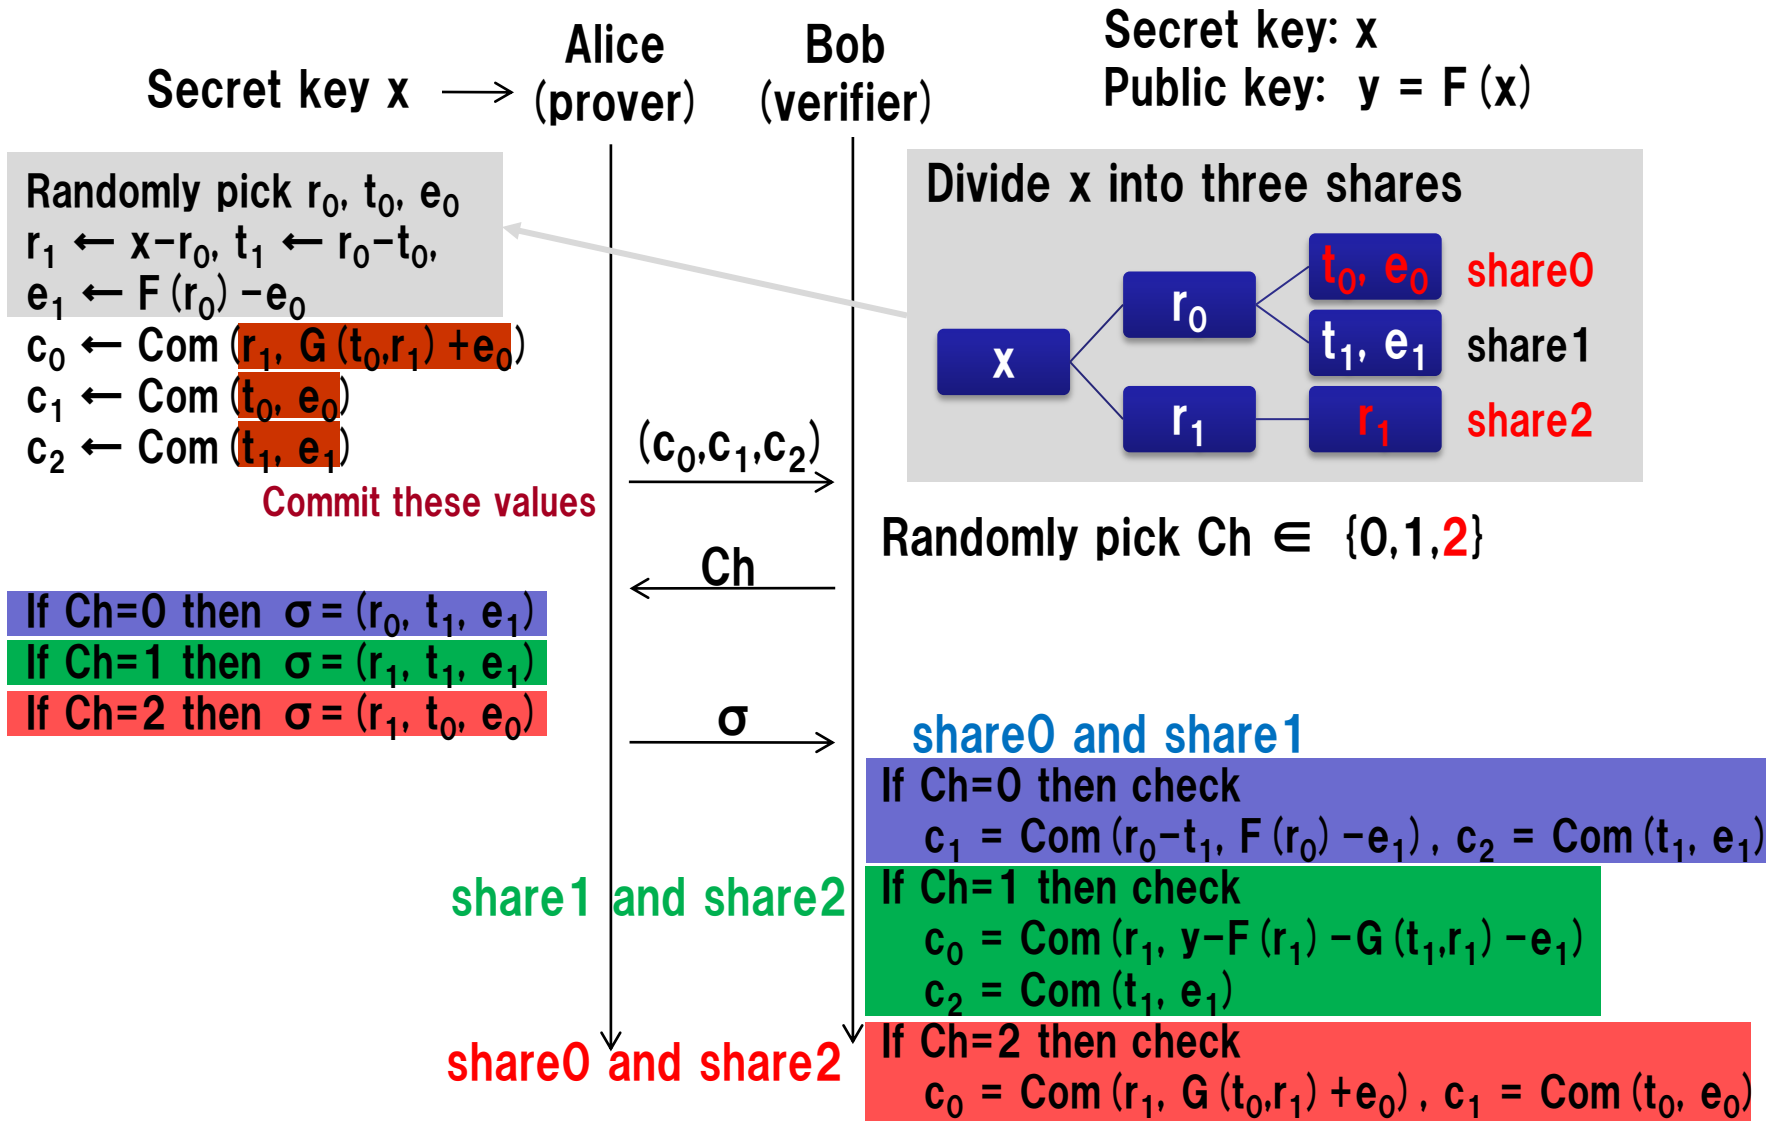 Secret key x
Alice
(prover)
Bob
(verifier)
Secret key: x
Public key: y = F(x)
Randomly pick r₀, t₀, e₀
r₁ ← x-r₀, t₁ ← r₀-t₀,
e₁ ← F(r₀)-e₀
c₀ ← Com(r₁, G(t₀,r₁)+e₀)
c₁ ← Com(t₀, e₀)
c₂ ← Com(t₁, e₁)
Commit these values
Divide x into three shares
x
r₀
r₁
t₀, e₀
t₁, e₁
r₁
share0
share1
share2
(c₀,c₁,c₂)
Randomly pick Ch ∈ {0,1,2}
Ch
If Ch=0 then σ=(r₀, t₁, e₁)
If Ch=1 then σ=(r₁, t₁, e₁)
If Ch=2 then σ=(r₁, t₀, e₀)
σ
share0 and share1
If Ch=0 then check
c₁ = Com(r₀-t₁, F(r₀)-e₁), c₂ = Com(t₁, e₁)
share1 and share2
If Ch=1 then check
c₀ = Com(r₁, y-F(r₁)-G(t₁,r₁)-e₁)
c₂ = Com(t₁, e₁)
share0 and share2
If Ch=2 then check
c₀ = Com(r₁, G(t₀,r₁)+e₀), c₁ = Com(t₀, e₀)